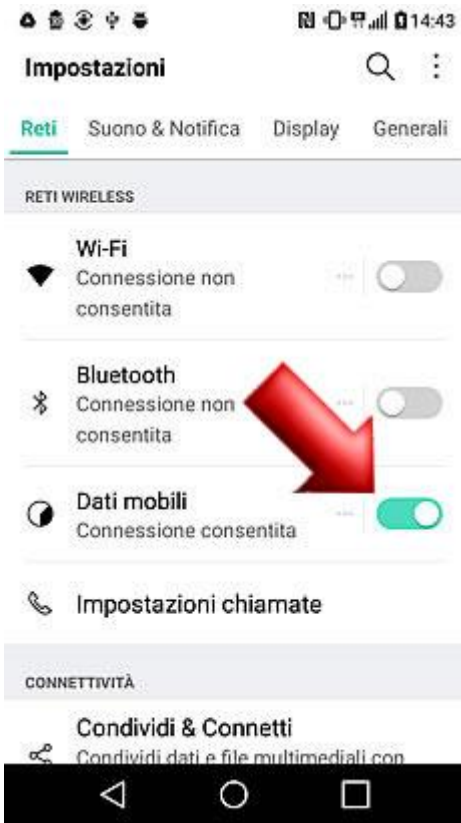 14:43
Impostazioni
Reti Suono & Notifica Display Generali
RETI WIRELESS
Wi-Fi
Connessione non
consentita
Bluetooth
Connessione non
consentita
Dati mobili
Connessione consentita
Impostazioni chiamate
CONNETTIVITÀ
Condividi & Connetti
Condividi dati e file multimediali con